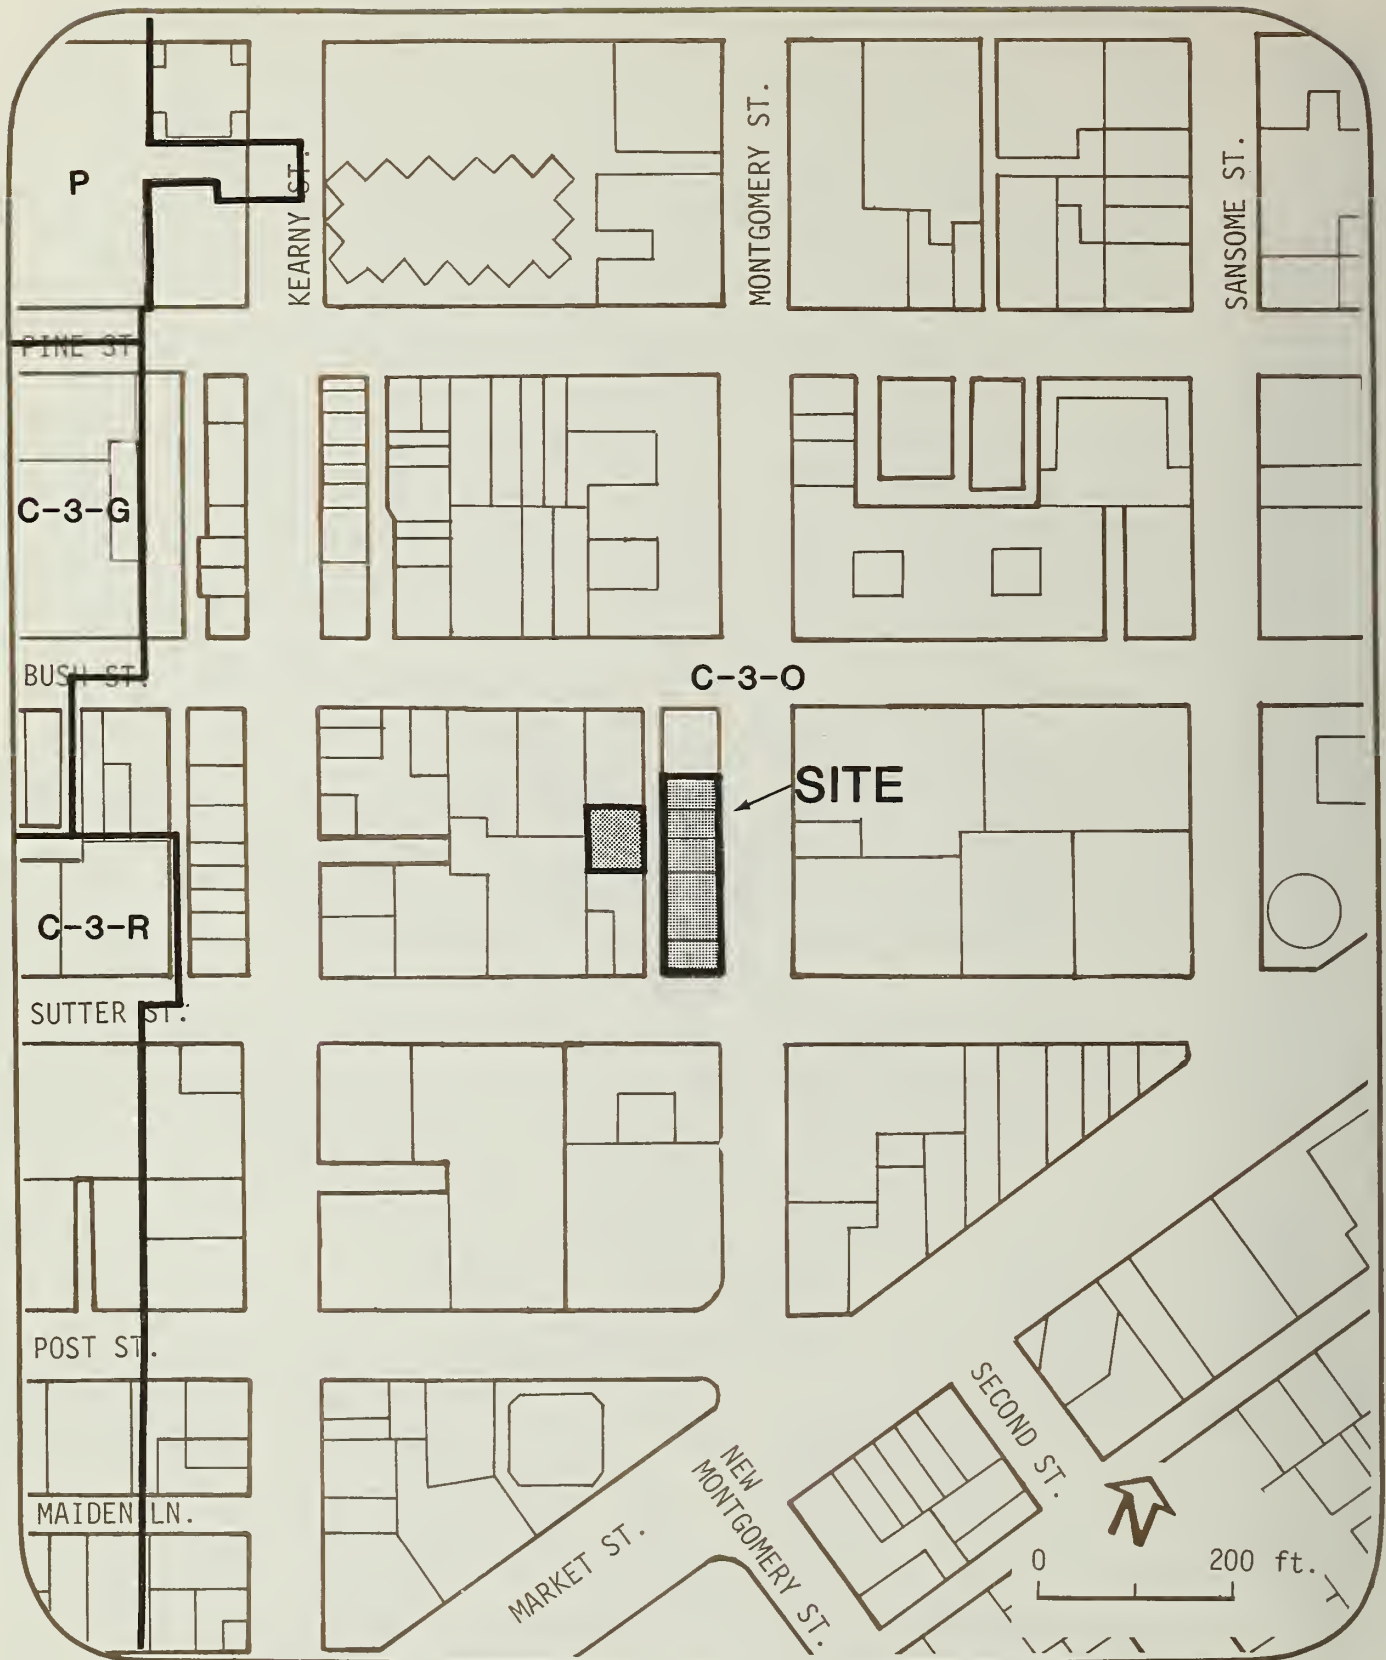 P
KEARNY ST.
MONTGOMERY ST.
SANSOME ST.
PINE ST
C-3-G
BUSH ST.
C-3-O
SITE
C-3-R
SUTTER ST.
POST ST.
SECOND ST.
NEW
MONTGOMERY ST.
MAIDEN LN.
MARKET ST.
N
0 200 ft.